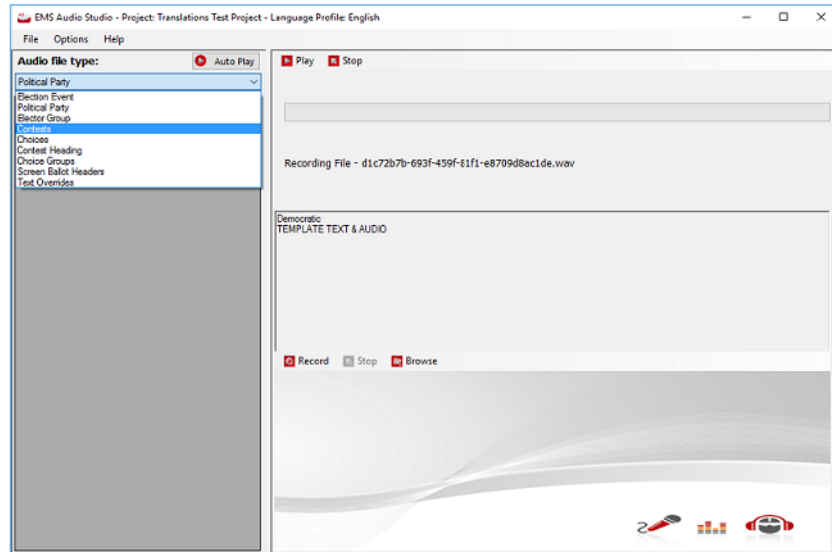 EMS Audio Studio - Project: Translations Test Project - Language Profile: English
File Options Help
Audio file type:
Auto Play
Play Stop
Political Party
Election Event
Political Party
Elector Group
Contests
Choices
Contest Heading
Choice Groups
Screen Ballot Headers
Text Overrides
Recording File - d1c72b7b-693f-459f-81f1-e8709d8ac1de.wav
Democratic
TEMPLATE TEXT & AUDIO
Record Stop Browse